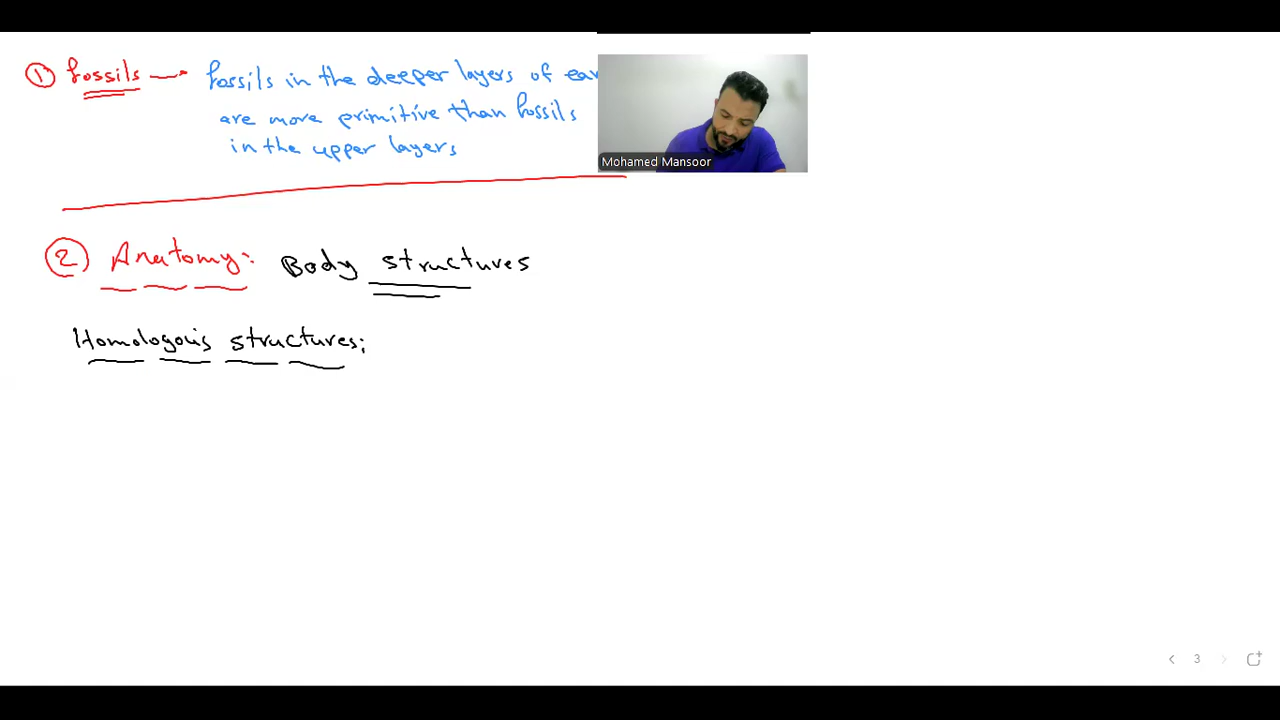 ① fossils → fossils in the deeper layers of ear
are more primitive than fossils
in the upper layers
Mohamed Mansoor
② Anatomy: Body structures
Homologous structures:
3